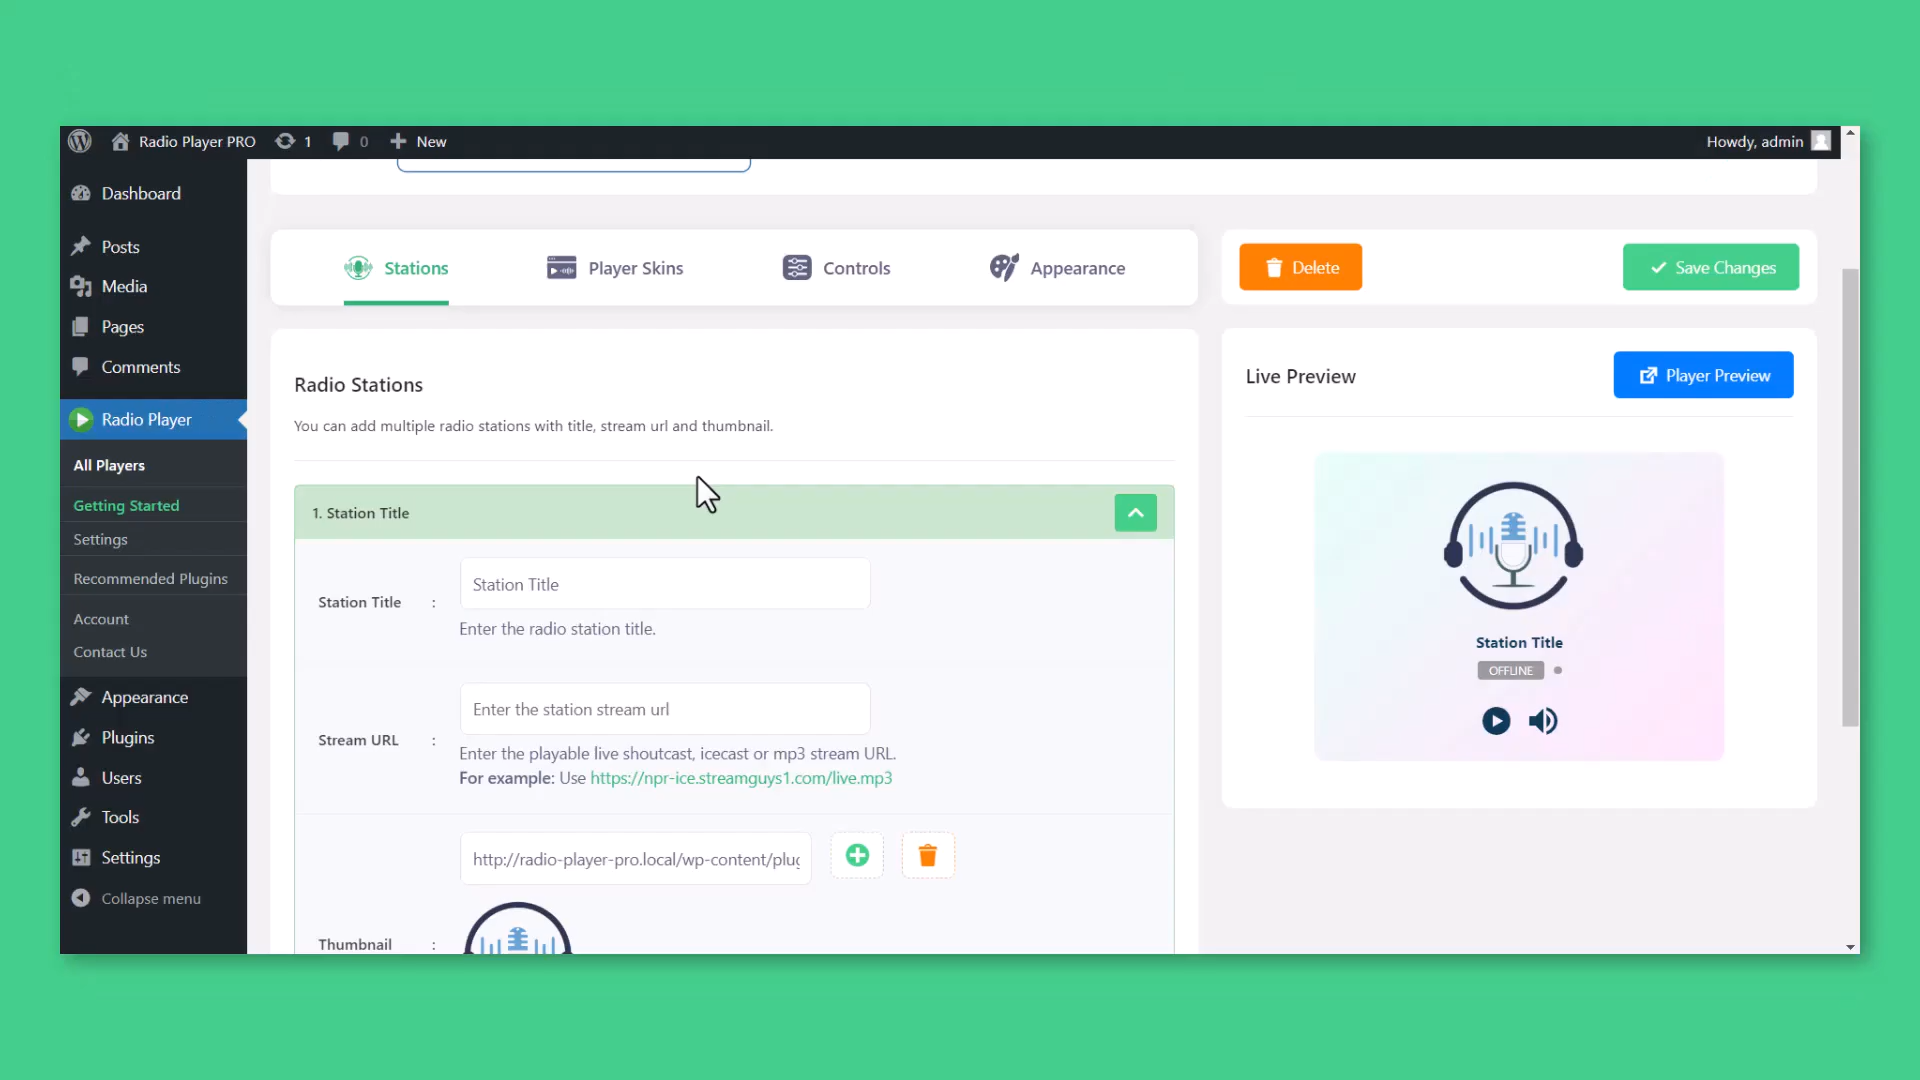 Radio Player PRO 1 0 New
Howdy, admin
Dashboard
Posts
Media
Pages
Comments
Radio Player
All Players
Getting Started
Settings
Recommended Plugins
Account
Contact Us
Appearance
Plugins
Users
Tools
Settings
Collapse menu
Stations Player Skins Controls Appearance
Radio Stations
You can add multiple radio stations with title, stream url and thumbnail.
1. Station Title
Station Title : Station Title
Enter the radio station title.
Stream URL : Enter the station stream url
Enter the playable live shoutcast, icecast or mp3 stream URL.
For example: Use https://npr-ice.streamguys1.com/live.mp3
http://radio-player-pro.local/wp-content/plug
Thumbnail :
Delete Save Changes
Live Preview Player Preview
Station Title
OFFLINE